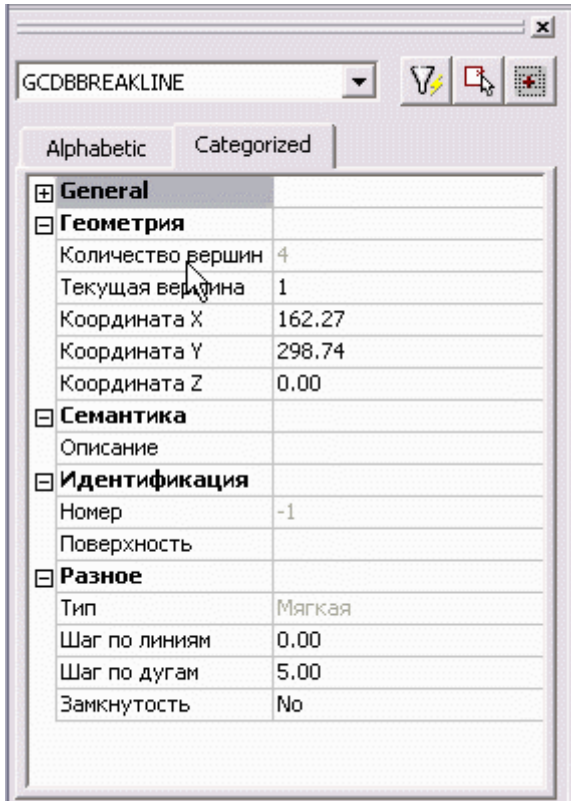 GCDBBREAKLINE
Alphabetic Categorized
General
Геометрия
Количество вершин 4
Текущая вершина 1
Координата X 162.27
Координата Y 298.74
Координата Z 0.00
Семантика
Описание
Идентификация
Номер -1
Поверхность
Разное
Тип Мягкая
Шаг по линиям 0.00
Шаг по дугам 5.00
Замкнутость No